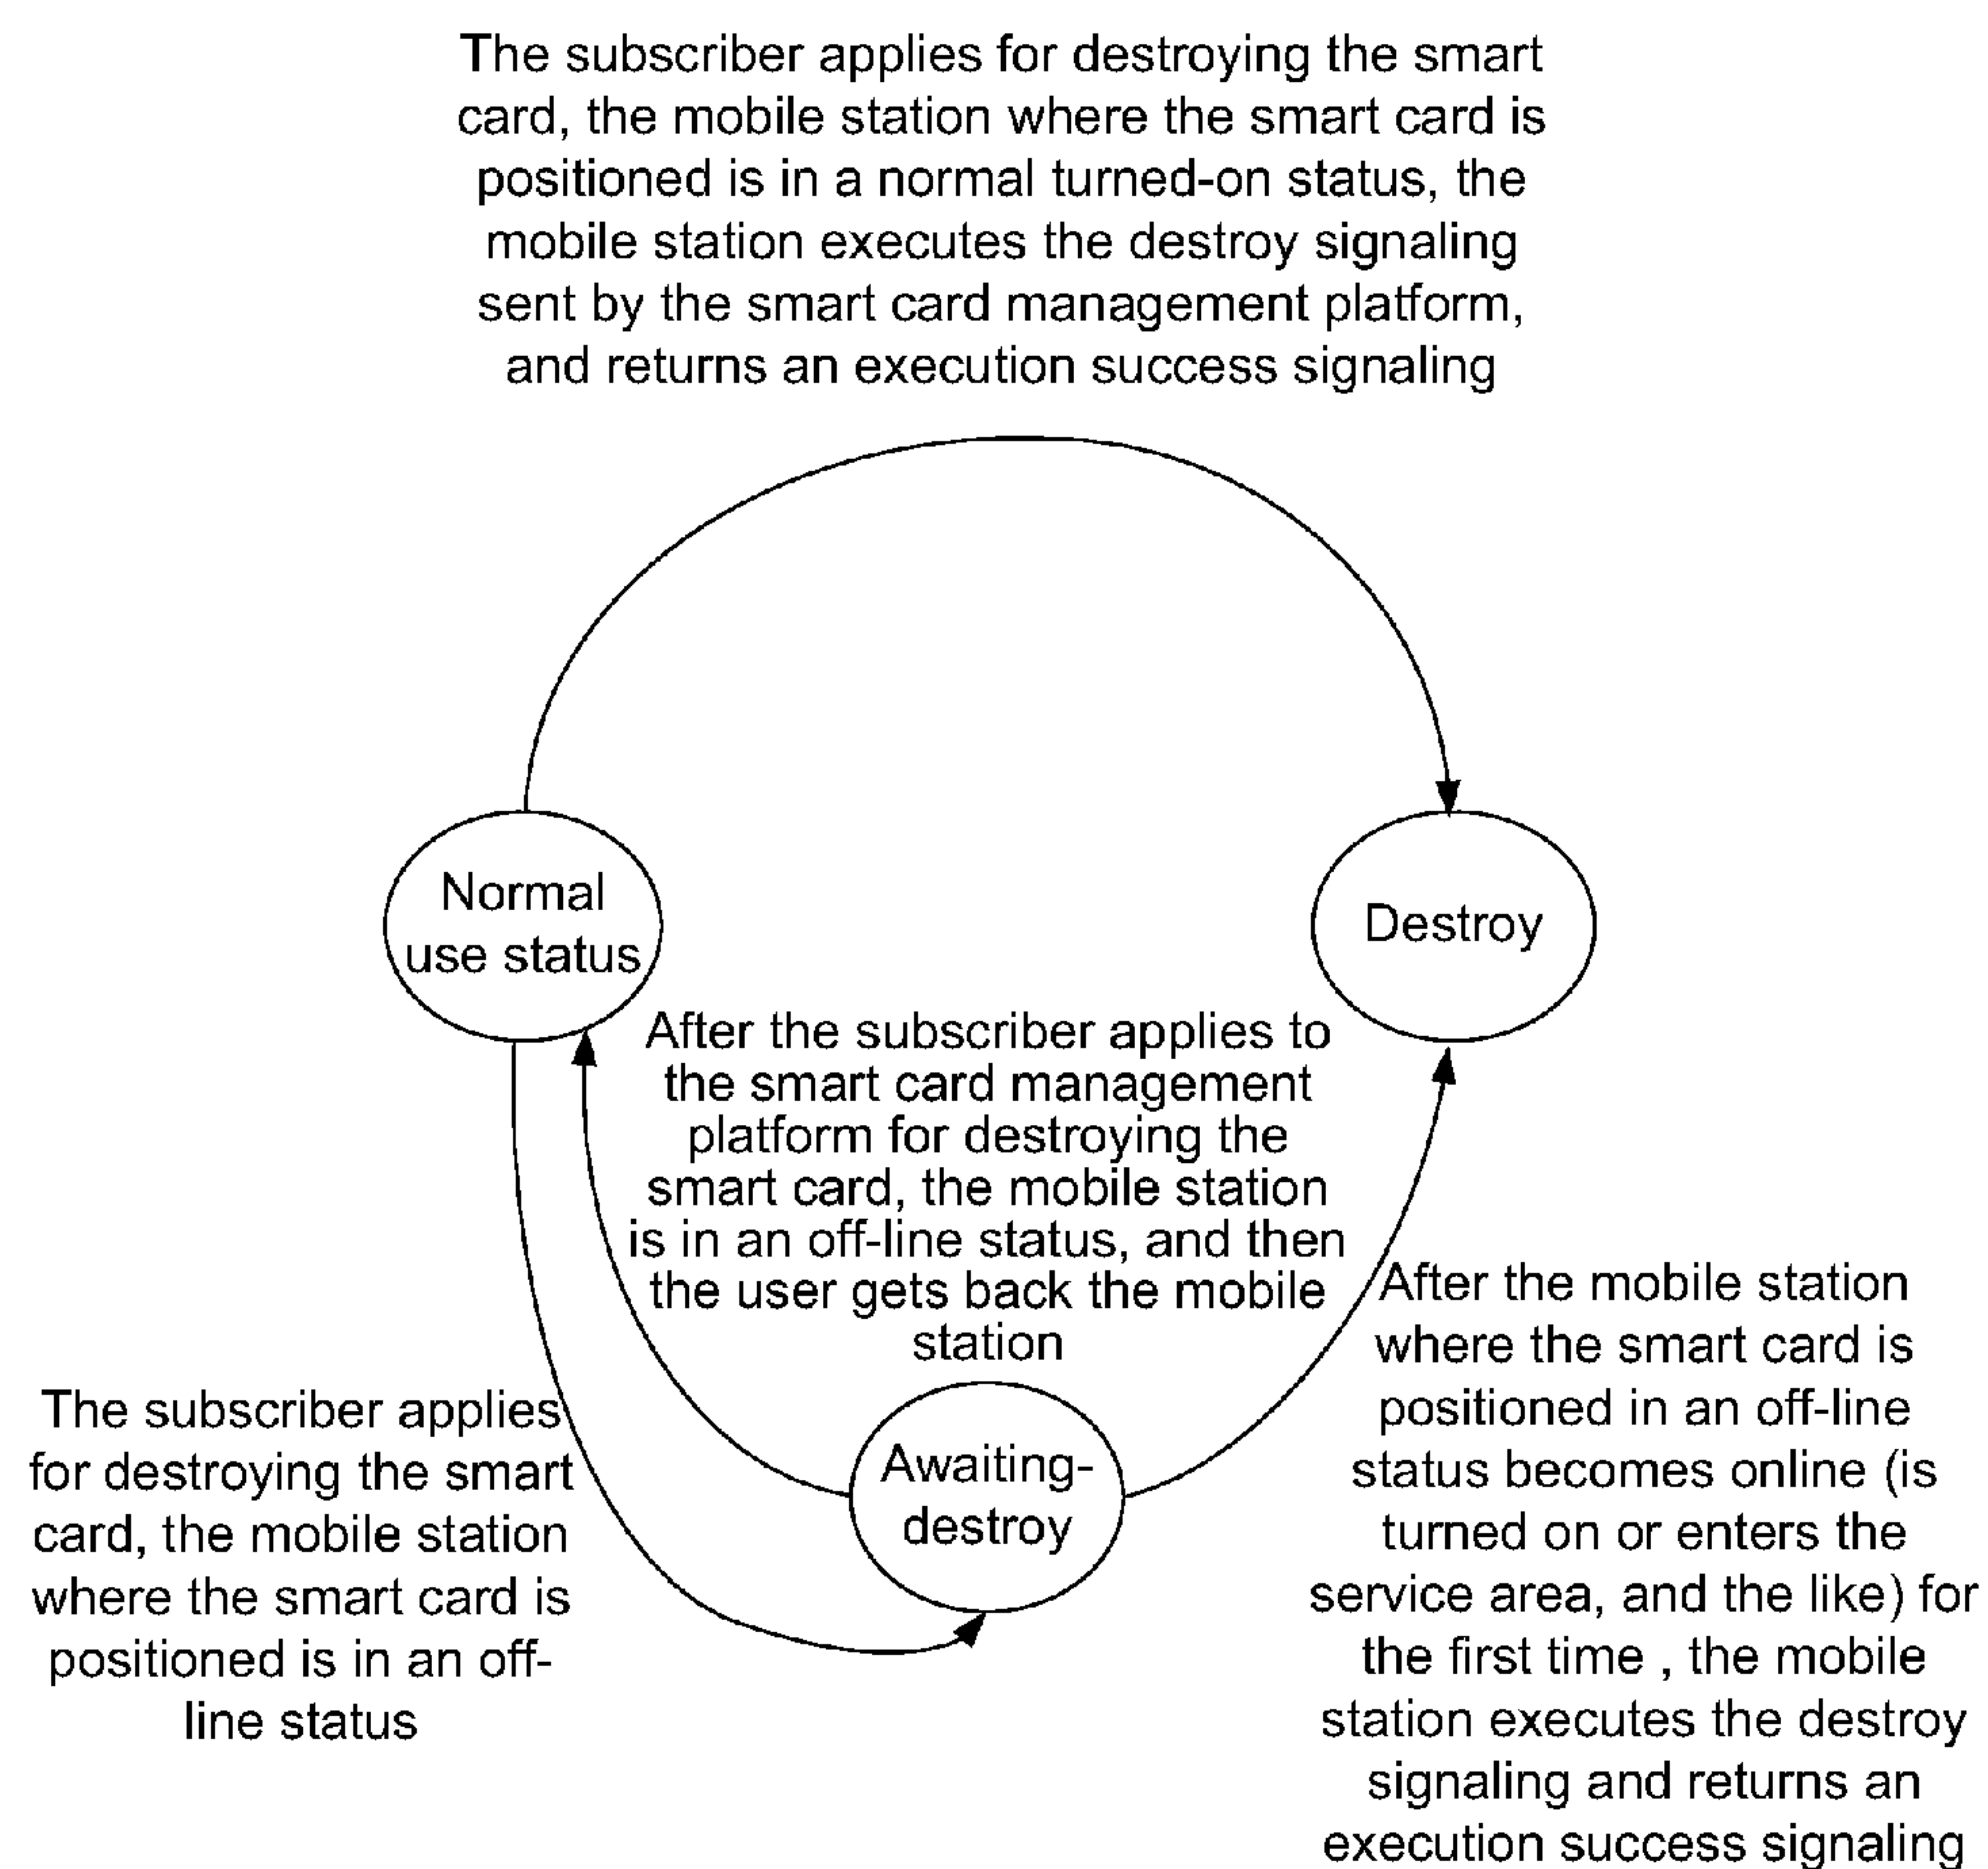 The subscriber applies for destroying the smart
card, the mobile station where the smart card is
positioned is in a normal turned-on status, the
mobile station executes the destroy signaling
sent by the smart card management platform,
and returns an execution success signaling
Normal
use status
Destroy
After the subscriber applies to
the smart card management
platform for destroying the
smart card, the mobile station
is in an off-line status, and then
the user gets back the mobile
station
The subscriber applies
for destroying the smart
card, the mobile station
where the smart card is
positioned is in an off-
line status
Awaiting-
destroy
After the mobile station
where the smart card is
positioned in an off-line
status becomes online (is
turned on or enters the
service area, and the like) for
the first time , the mobile
station executes the destroy
signaling and returns an
execution success signaling